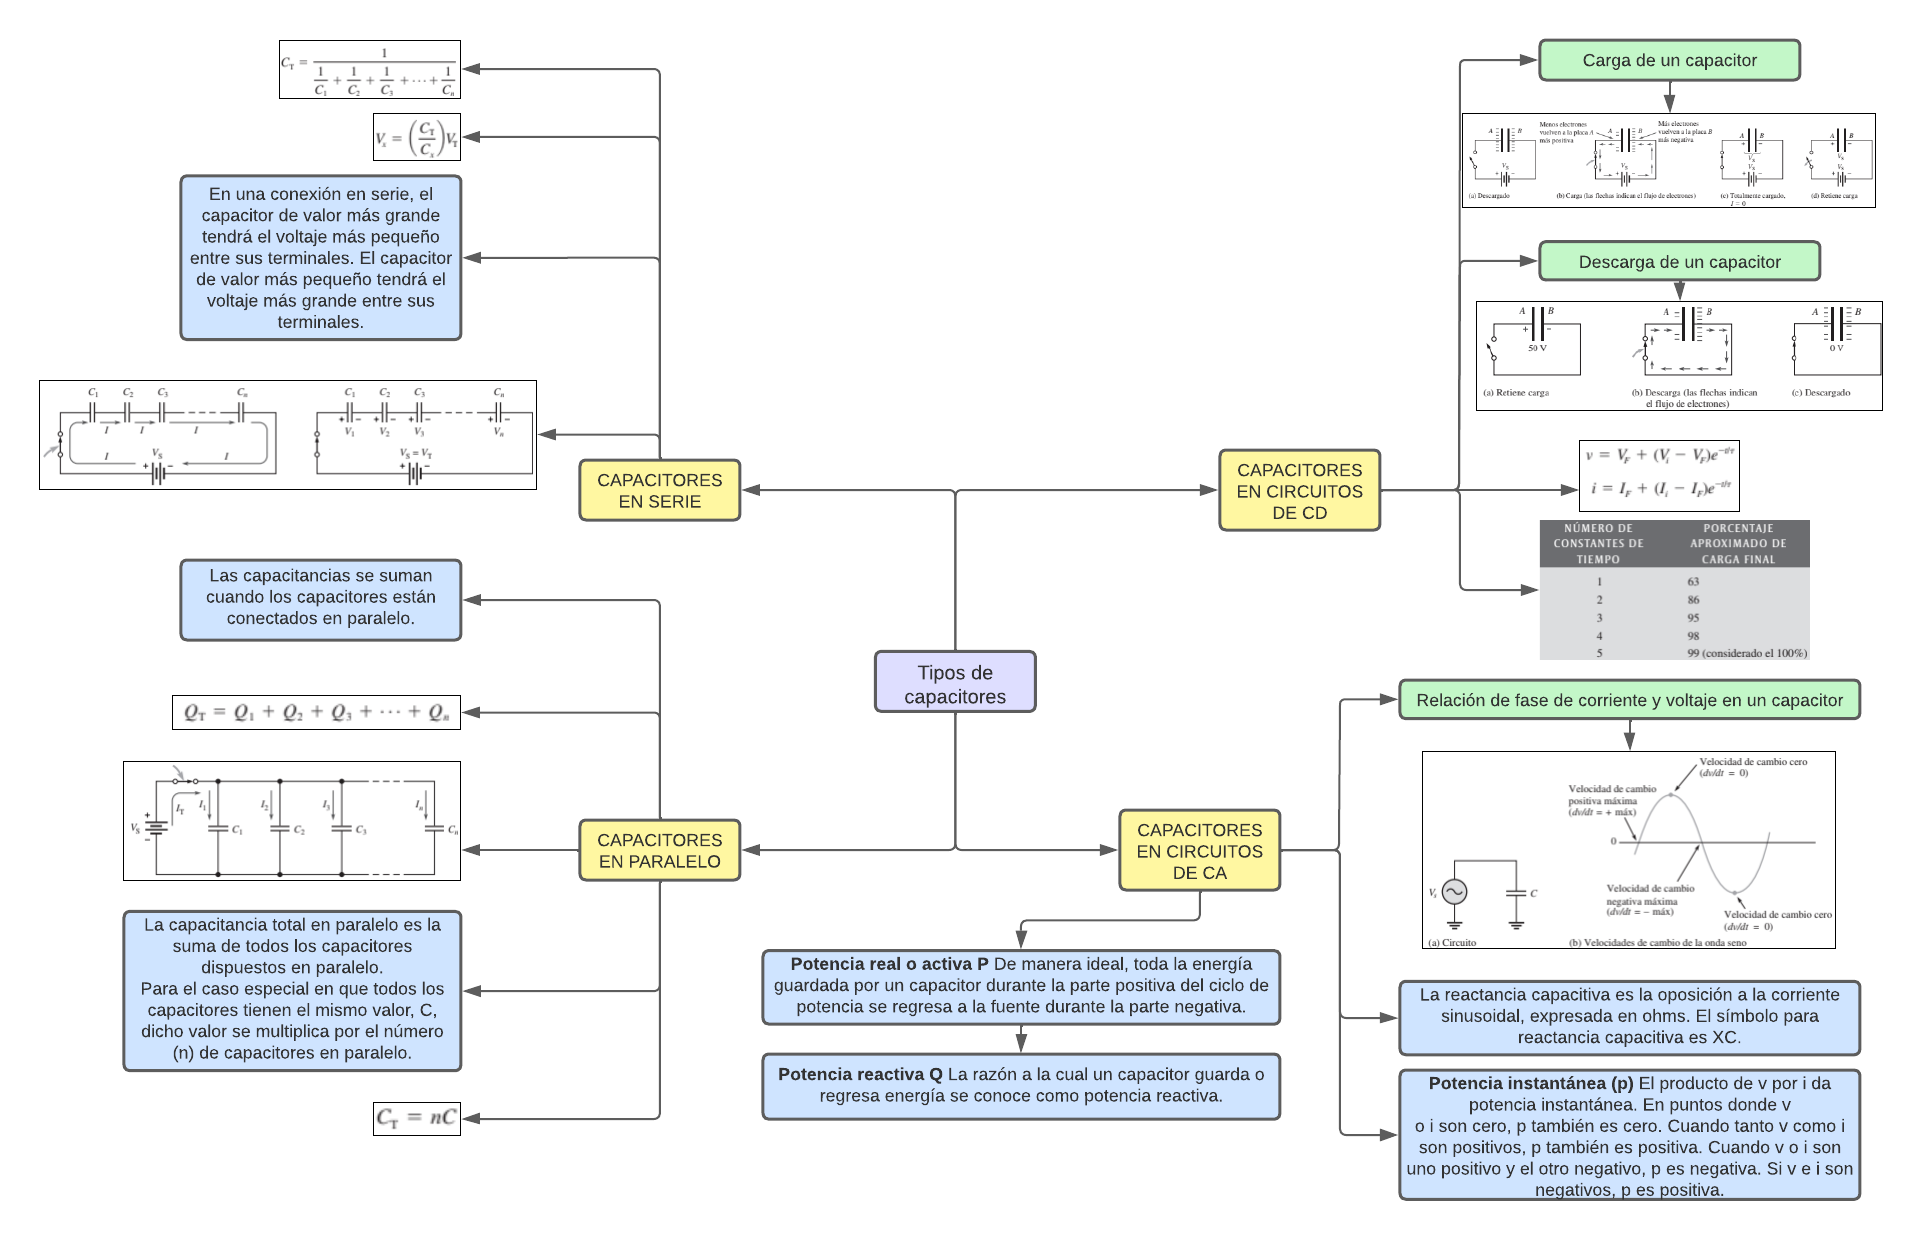 Tipos de
capacitores
CAPACITORES
EN SERIE
C_T = 1 / (1/C_1 + 1/C_2 + 1/C_3 + ··· + 1/C_n)
V_x = (C_T/C_x)V_T
En una conexión en serie, el
capacitor de valor más grande
tendrá el voltaje más pequeño
entre sus terminales. El capacitor
de valor más pequeño tendrá el
voltaje más grande entre sus
terminales.
C_1 C_2 C_3 C_n
I I I
I V_S I
C_1 C_2 C_3 C_n
V_1 V_2 V_3 V_n
V_S = V_T
CAPACITORES
EN PARALELO
Las capacitancias se suman
cuando los capacitores están
conectados en paralelo.
Q_T = Q_1 + Q_2 + Q_3 + ··· + Q_n
V_S I_T I_1 C_1 I_2 C_2 I_3 C_3 I_n C_n
La capacitancia total en paralelo es la
suma de todos los capacitores
dispuestos en paralelo.
Para el caso especial en que todos los
capacitores tienen el mismo valor, C,
dicho valor se multiplica por el número
(n) de capacitores en paralelo.
C_T = nC
CAPACITORES
EN CIRCUITOS
DE CD
Carga de un capacitor
A B
V_S
(a) Descargado
Menos electrones
vuelven a la placa A
más positiva
A B
Más electrones
vuelven a la placa B
más negativa
V_S
(b) Carga (las flechas indican el flujo de electrones)
A B
V_S
V_S
(c) Totalmente cargado,
I = 0
A B
V_S
V_S
(d) Retiene carga
Descarga de un capacitor
A B
+ −
50 V
(a) Retiene carga
A B
(b) Descarga (las flechas indican
el flujo de electrones)
A B
0 V
(c) Descargado
v = V_F + (V_i − V_F)e^−t/τ
i = I_F + (I_i − I_F)e^−t/τ
NÚMERO DE
CONSTANTES DE
TIEMPO
PORCENTAJE
APROXIMADO DE
CARGA FINAL
1 63
2 86
3 95
4 98
5 99 (considerado el 100%)
CAPACITORES
EN CIRCUITOS
DE CA
Relación de fase de corriente y voltaje en un capacitor
Velocidad de cambio cero
(dv/dt = 0)
Velocidad de cambio
positiva máxima
(dv/dt = + máx)
0
Velocidad de cambio
negativa máxima
(dv/dt = − máx)
Velocidad de cambio cero
(dv/dt = 0)
V_s C
(a) Circuito
(b) Velocidades de cambio de la onda seno
La reactancia capacitiva es la oposición a la corriente
sinusoidal, expresada en ohms. El símbolo para
reactancia capacitiva es XC.
Potencia instantánea (p) El producto de v por i da
potencia instantánea. En puntos donde v
o i son cero, p también es cero. Cuando tanto v como i
son positivos, p también es positiva. Cuando v o i son
uno positivo y el otro negativo, p es negativa. Si v e i son
negativos, p es positiva.
Potencia real o activa P De manera ideal, toda la energía
guardada por un capacitor durante la parte positiva del ciclo de
potencia se regresa a la fuente durante la parte negativa.
Potencia reactiva Q La razón a la cual un capacitor guarda o
regresa energía se conoce como potencia reactiva.